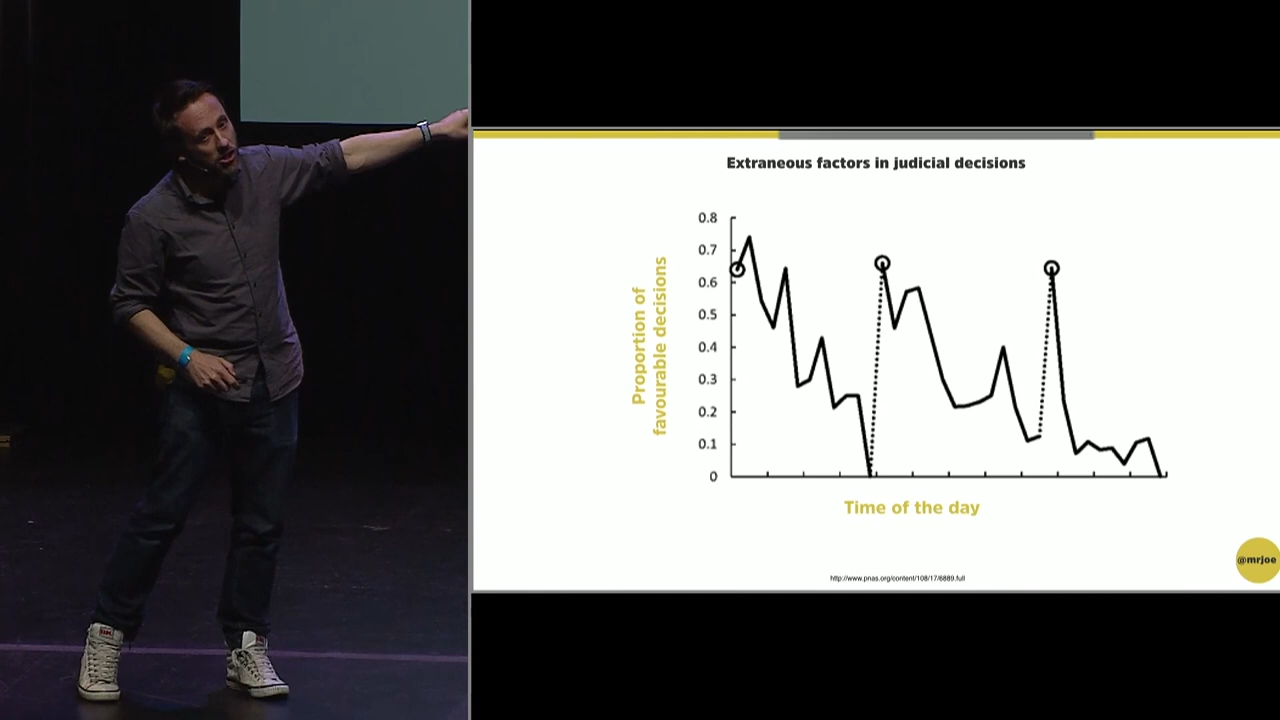 Extraneous factors in judicial decisions
Proportion of
favourable decisions
0.8
0.7
0.6
0.5
0.4
0.3
0.2
0.1
0
Time of the day
@mrjoe
http://www.pnas.org/content/108/17/6889.full